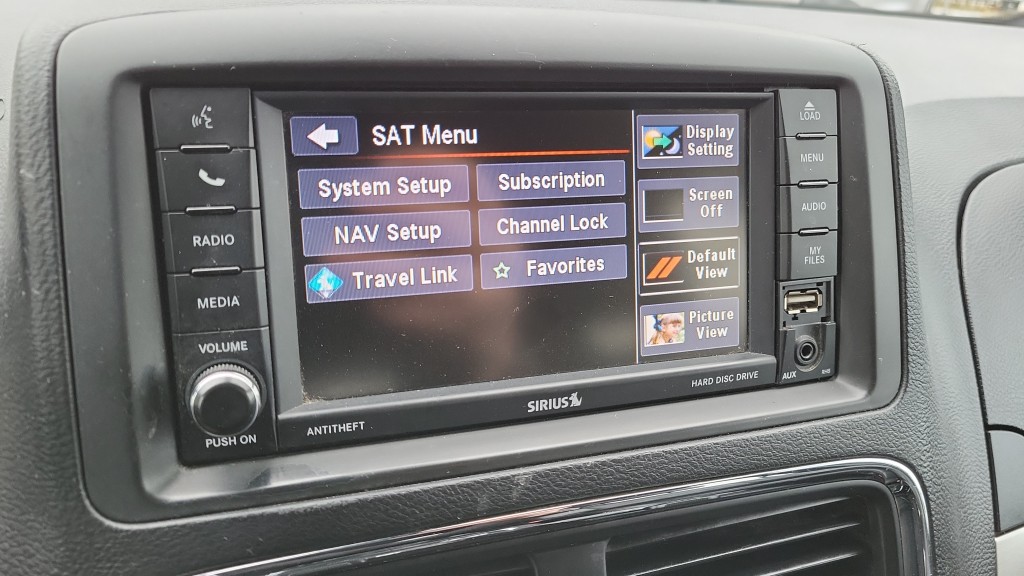 SAT Menu
System Setup
Subscription
NAV Setup
Channel Lock
Travel Link
Favorites
Display
Setting
Screen
Off
Default
View
Picture
View
RADIO
MEDIA
VOLUME
PUSH ON
LOAD
MENU
AUDIO
MY
FILES
AUX
ANTITHEFT
SIRIUS
HARD DISC DRIVE